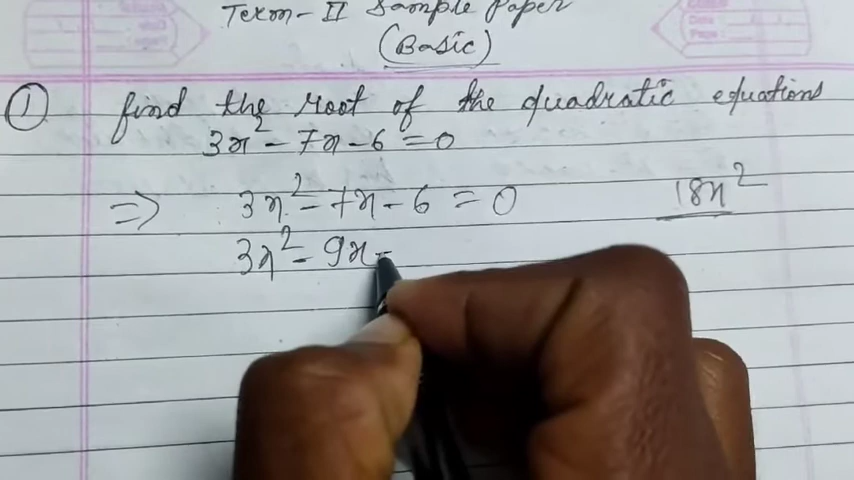 Term-II Sample Paper
(Basic)
① find the root of the quadratic equations
3x² - 7x - 6 = 0
⇒ 3x² - 7x - 6 = 0 18x²
3x² - 9x -